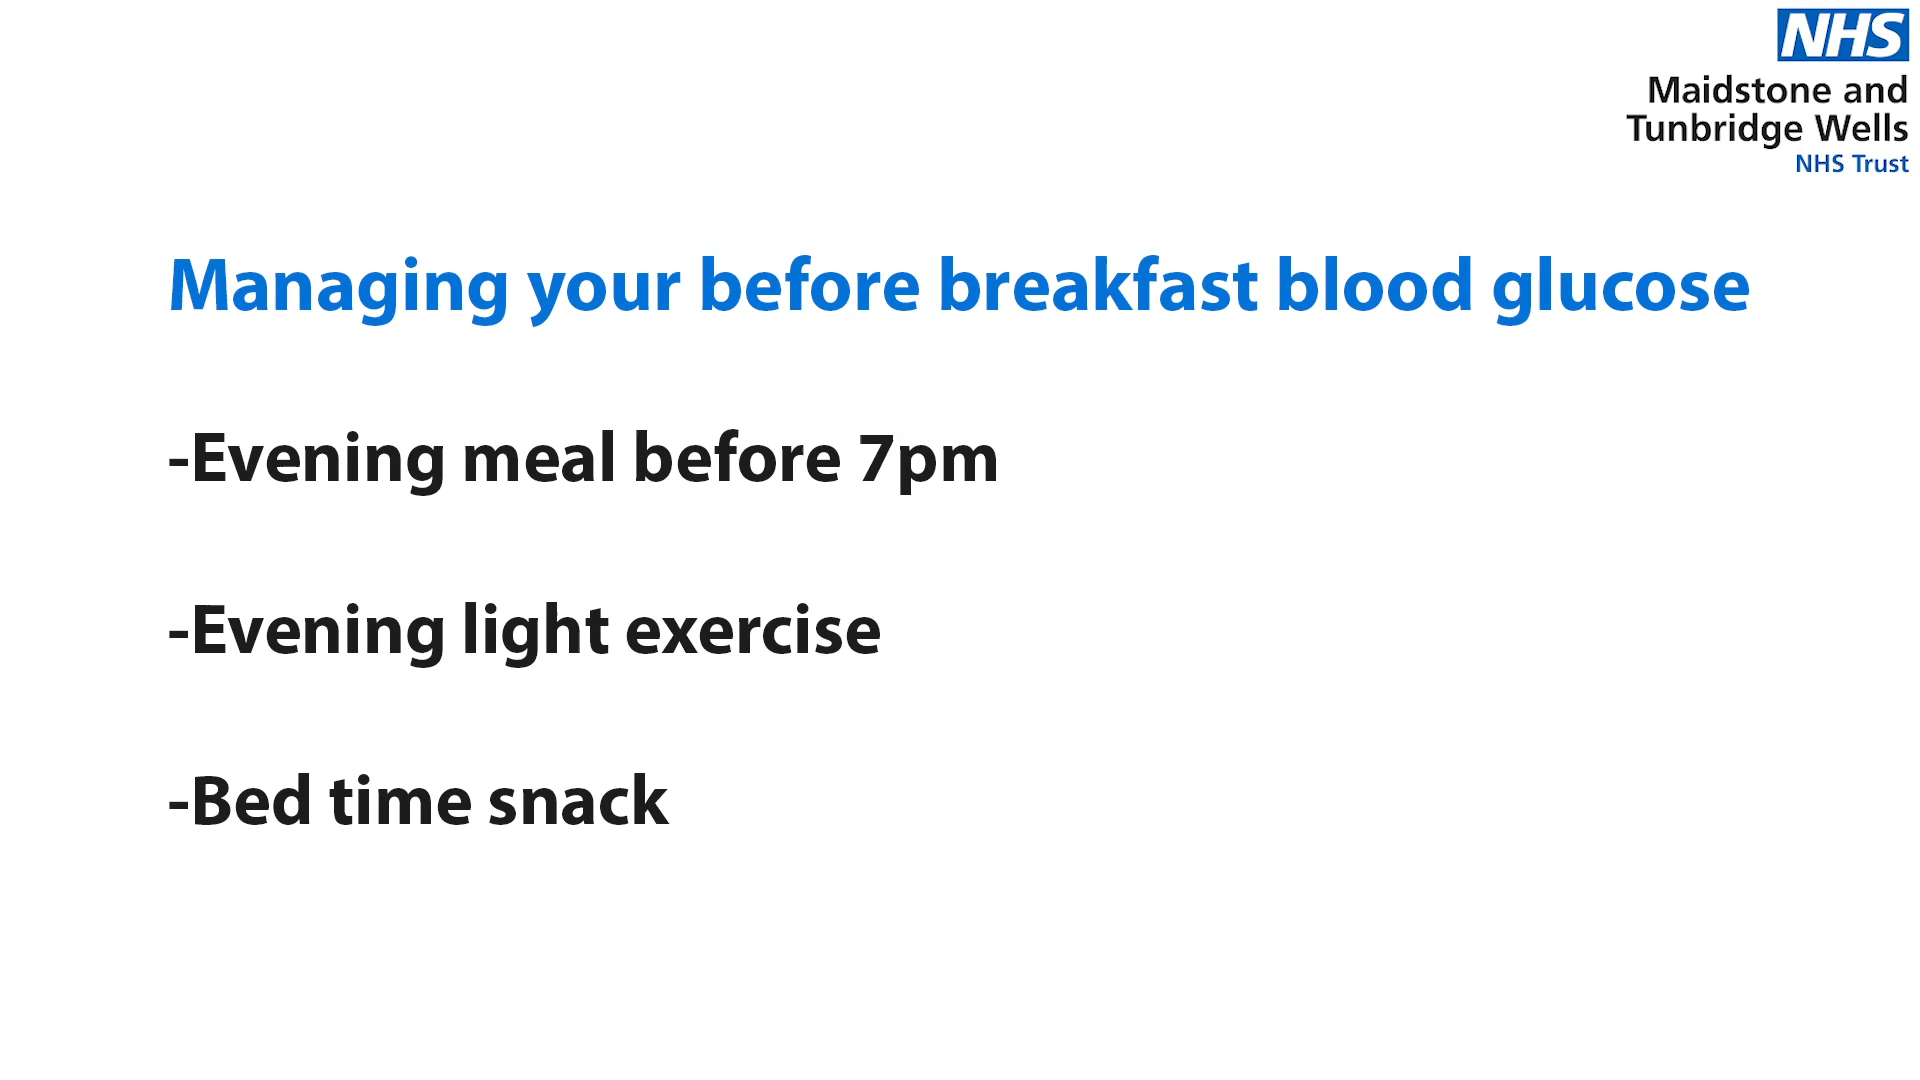 NHS
Maidstone and
Tunbridge Wells
NHS Trust
Managing your before breakfast blood glucose
-Evening meal before 7pm
-Evening light exercise
-Bed time snack